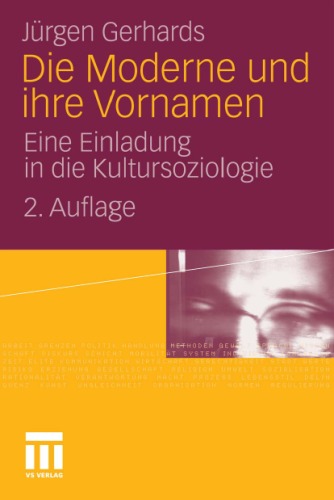 Jürgen Gerhards
Die Moderne und
ihre Vornamen
Eine Einladung
in die Kultursoziologie
2. Auflage
VS VERLAG